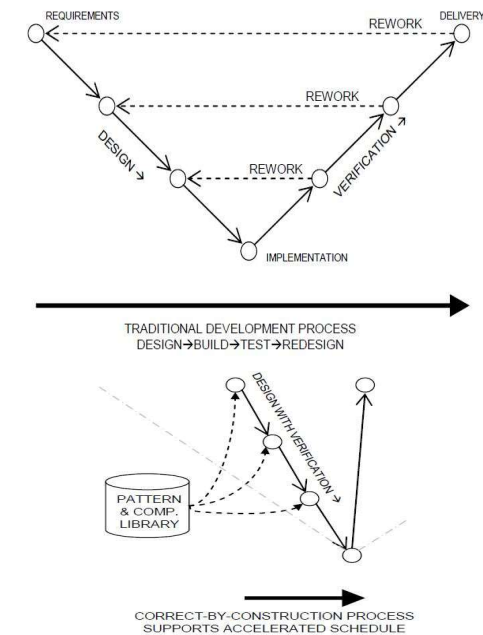 REQUIREMENTS
DELIVERY
REWORK
REWORK
DESIGN →
VERIFICATION →
REWORK
IMPLEMENTATION
TRADITIONAL DEVELOPMENT PROCESS
DESIGN→BUILD→TEST→REDESIGN
DESIGN WITH VERIFICATION →
PATTERN
& COMP.
LIBRARY
CORRECT-BY-CONSTRUCTION PROCESS
SUPPORTS ACCELERATED SCHEDULE